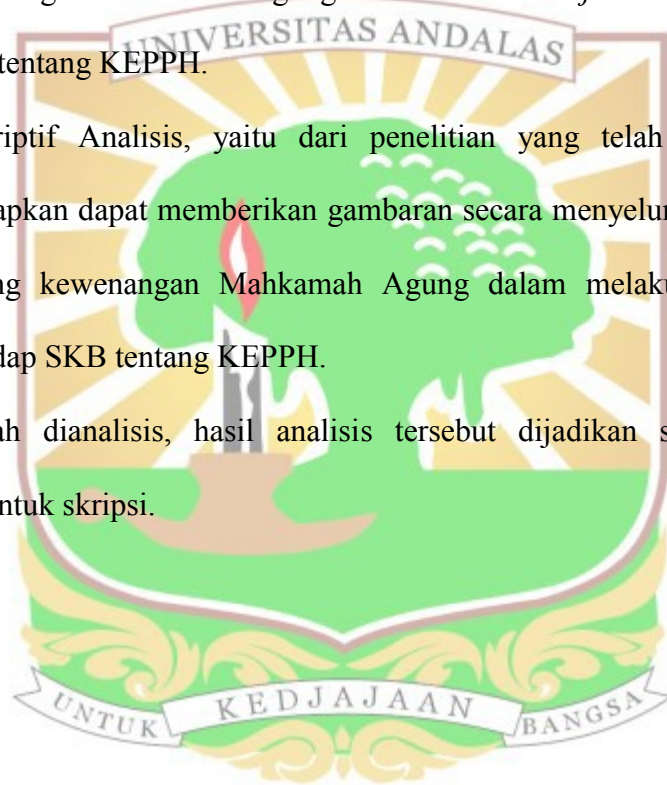 UNIVERSITAS ANDALAS
tentang KEPPH.
riptif Analisis, yaitu dari penelitian yang telah
apkan dapat memberikan gambaran secara menyelur
ng kewenangan Mahkamah Agung dalam melaku
dap SKB tentang KEPPH.
ah dianalisis, hasil analisis tersebut dijadikan s
ntuk skripsi.
UNTUK KEDJAJAAN BANGSA